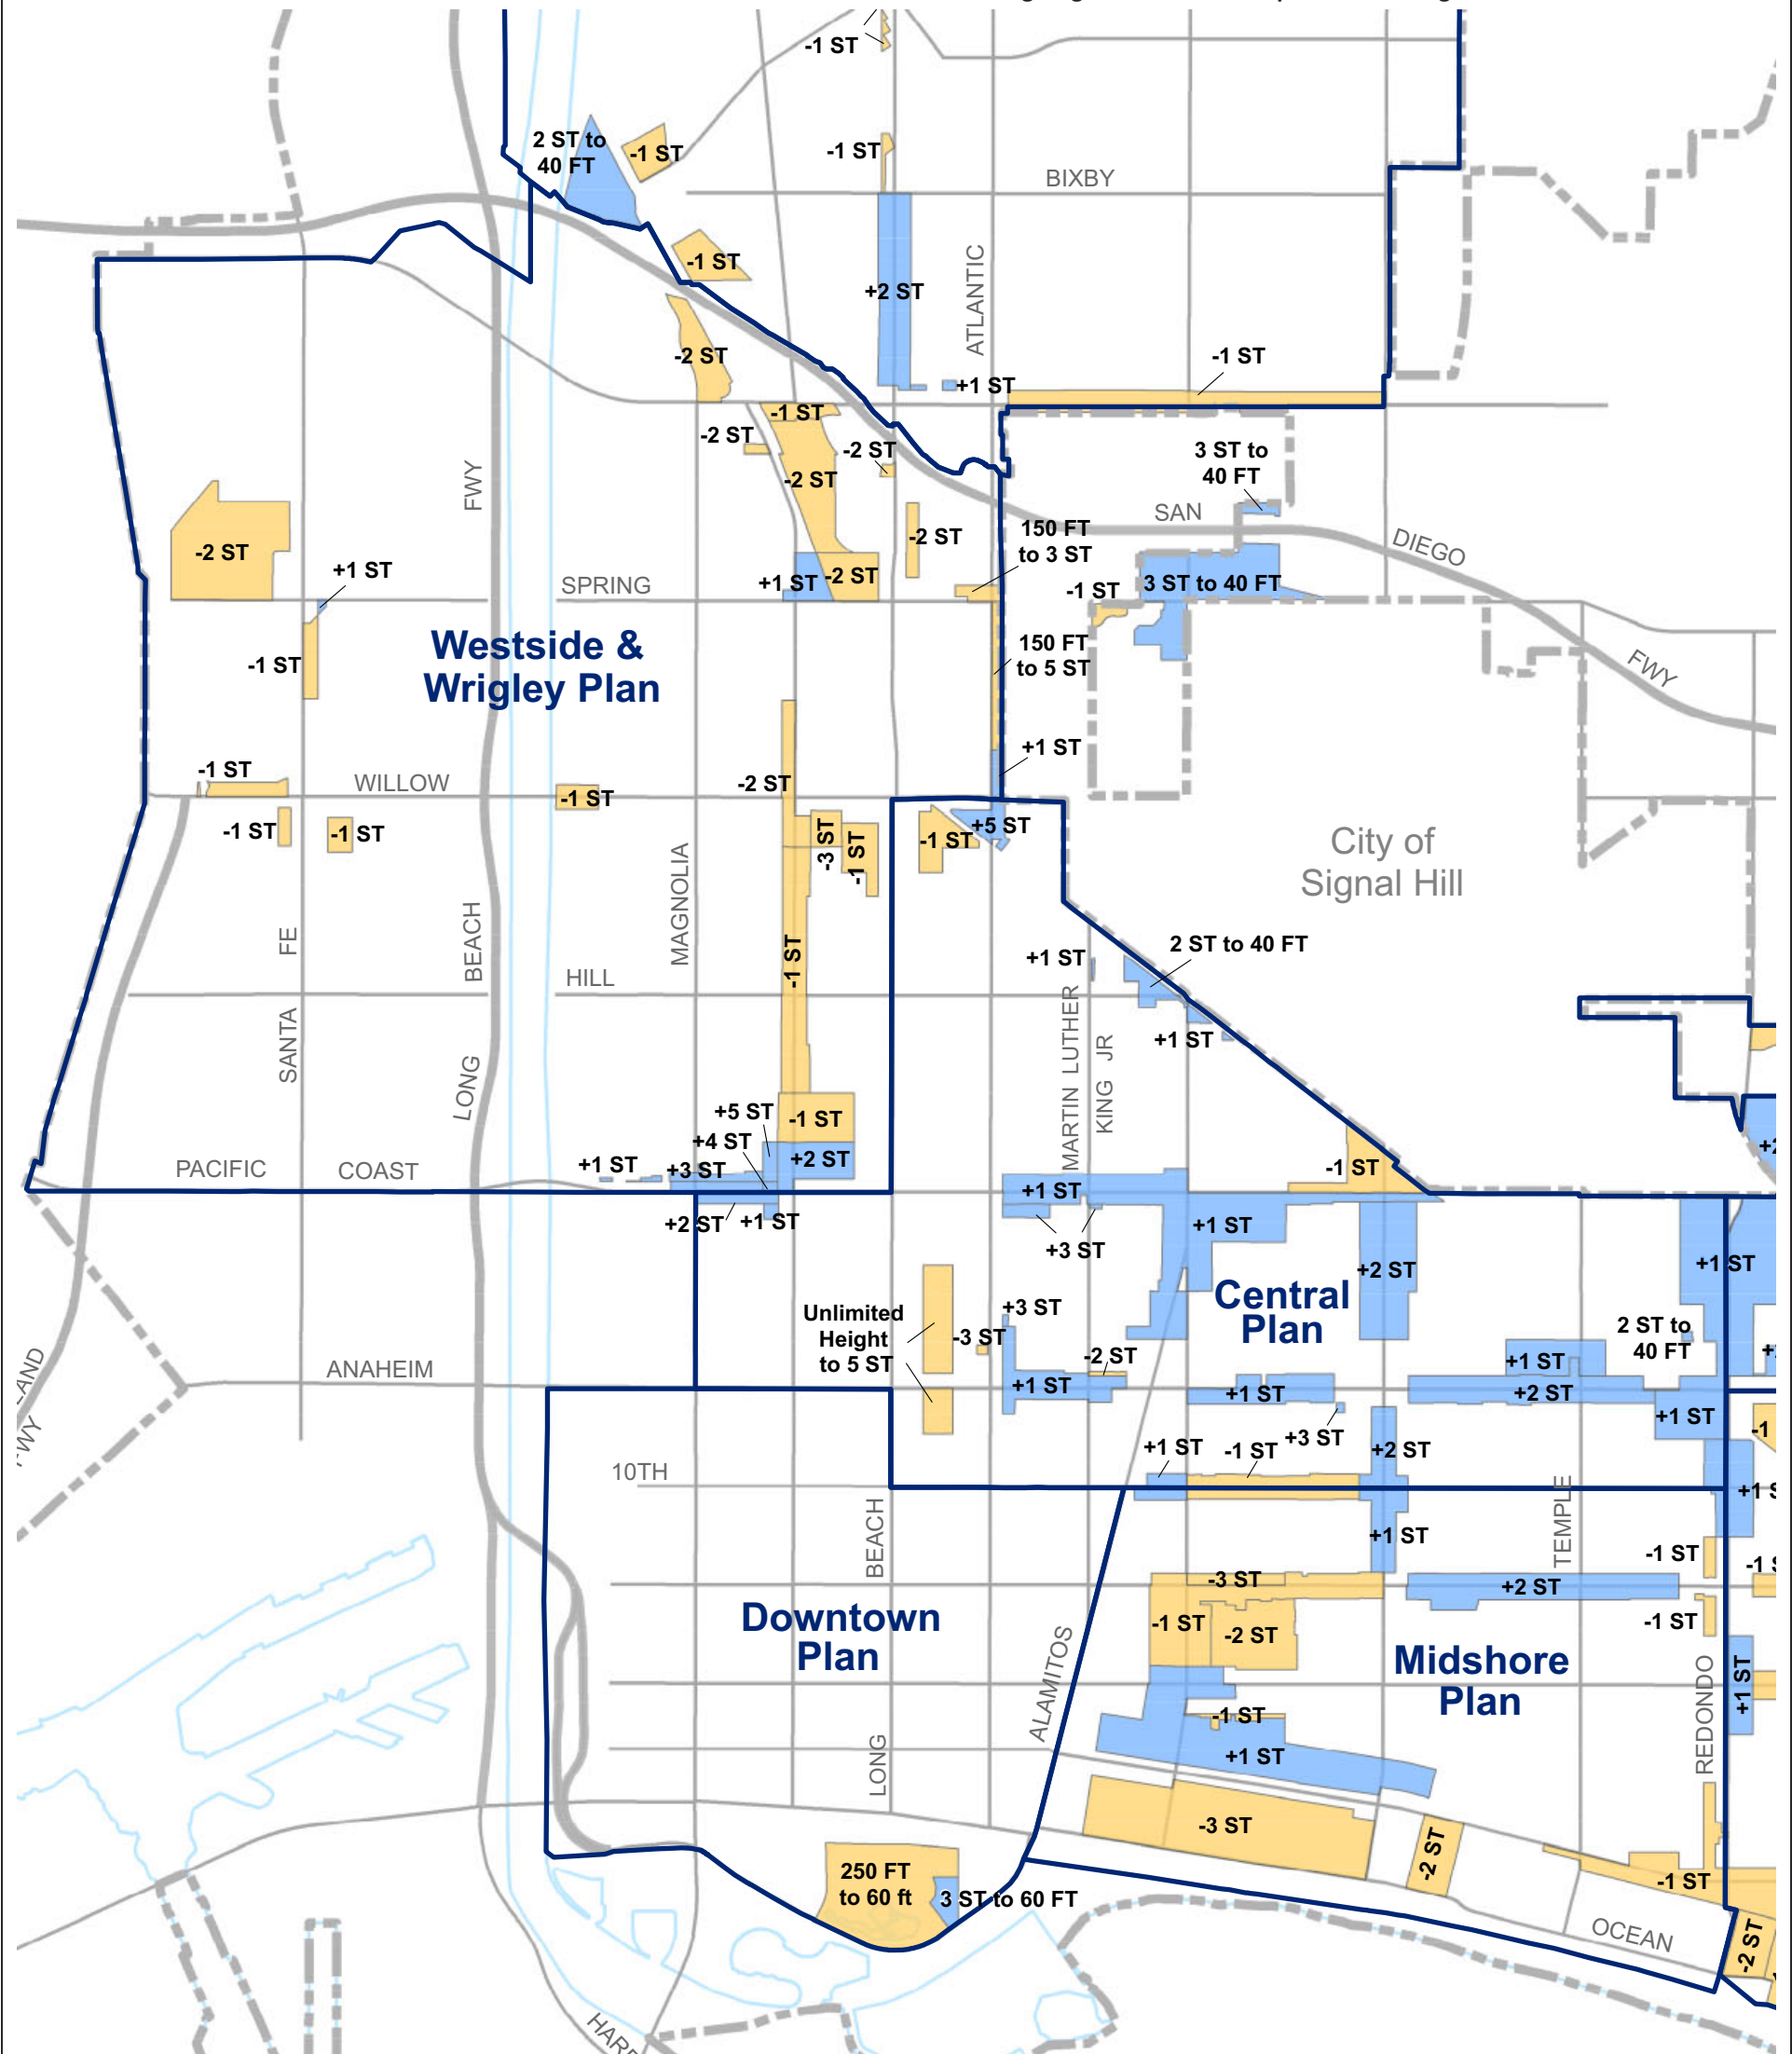 -1 ST
2 ST to
40 FT
-1 ST
-1 ST
BIXBY
-1 ST
+2 ST
ATLANTIC
-2 ST
-1 ST
+1 ST
-1 ST
-2 ST
-2 ST
-2 ST
3 ST to
40 FT
FWY
SAN
DIEGO
FWY
-2 ST
150 FT
to 3 ST
-2 ST
+1 ST
SPRING
+1 ST
-2 ST
-1 ST
3 ST to 40 FT
Westside &
Wrigley Plan
-1 ST
150 FT
to 5 ST
+1 ST
-1 ST
WILLOW
-1 ST
-2 ST
-1 ST
-1 ST
-3 ST
-1 ST
-1 ST
+5 ST
City of
Signal Hill
MAGNOLIA
SANTA FE
LONG BEACH
HILL
-1 ST
+1 ST
2 ST to 40 FT
+1 ST
MARTIN LUTHER
KING JR
+5 ST
-1 ST
+4 ST
+2 ST
PACIFIC
COAST
+1 ST
+3 ST
+2 ST
+1 ST
+1 ST
-1 ST
+3 ST
+1 ST
+2 ST
+1 ST
Central
Plan
Unlimited
Height
to 5 ST
-3 ST
+3 ST
-2 ST
+1 ST
2 ST to
40 FT
+1 ST
+1 ST
+2 ST
+1 ST
ANAHEIM
FWY
+3 ST
+1 ST
-1 ST
+2 ST
10TH
TEMPLE
BEACH
+1 ST
-1 ST
-3 ST
+2 ST
-1 ST
-1 ST
-2 ST
Downtown
Plan
Midshore
Plan
ALAMITOS
REDONDO
+1 ST
-1 ST
+1 ST
LONG
-3 ST
-2 ST
-1 ST
250 FT
to 60 ft
3 ST to 60 FT
OCEAN
-2 ST